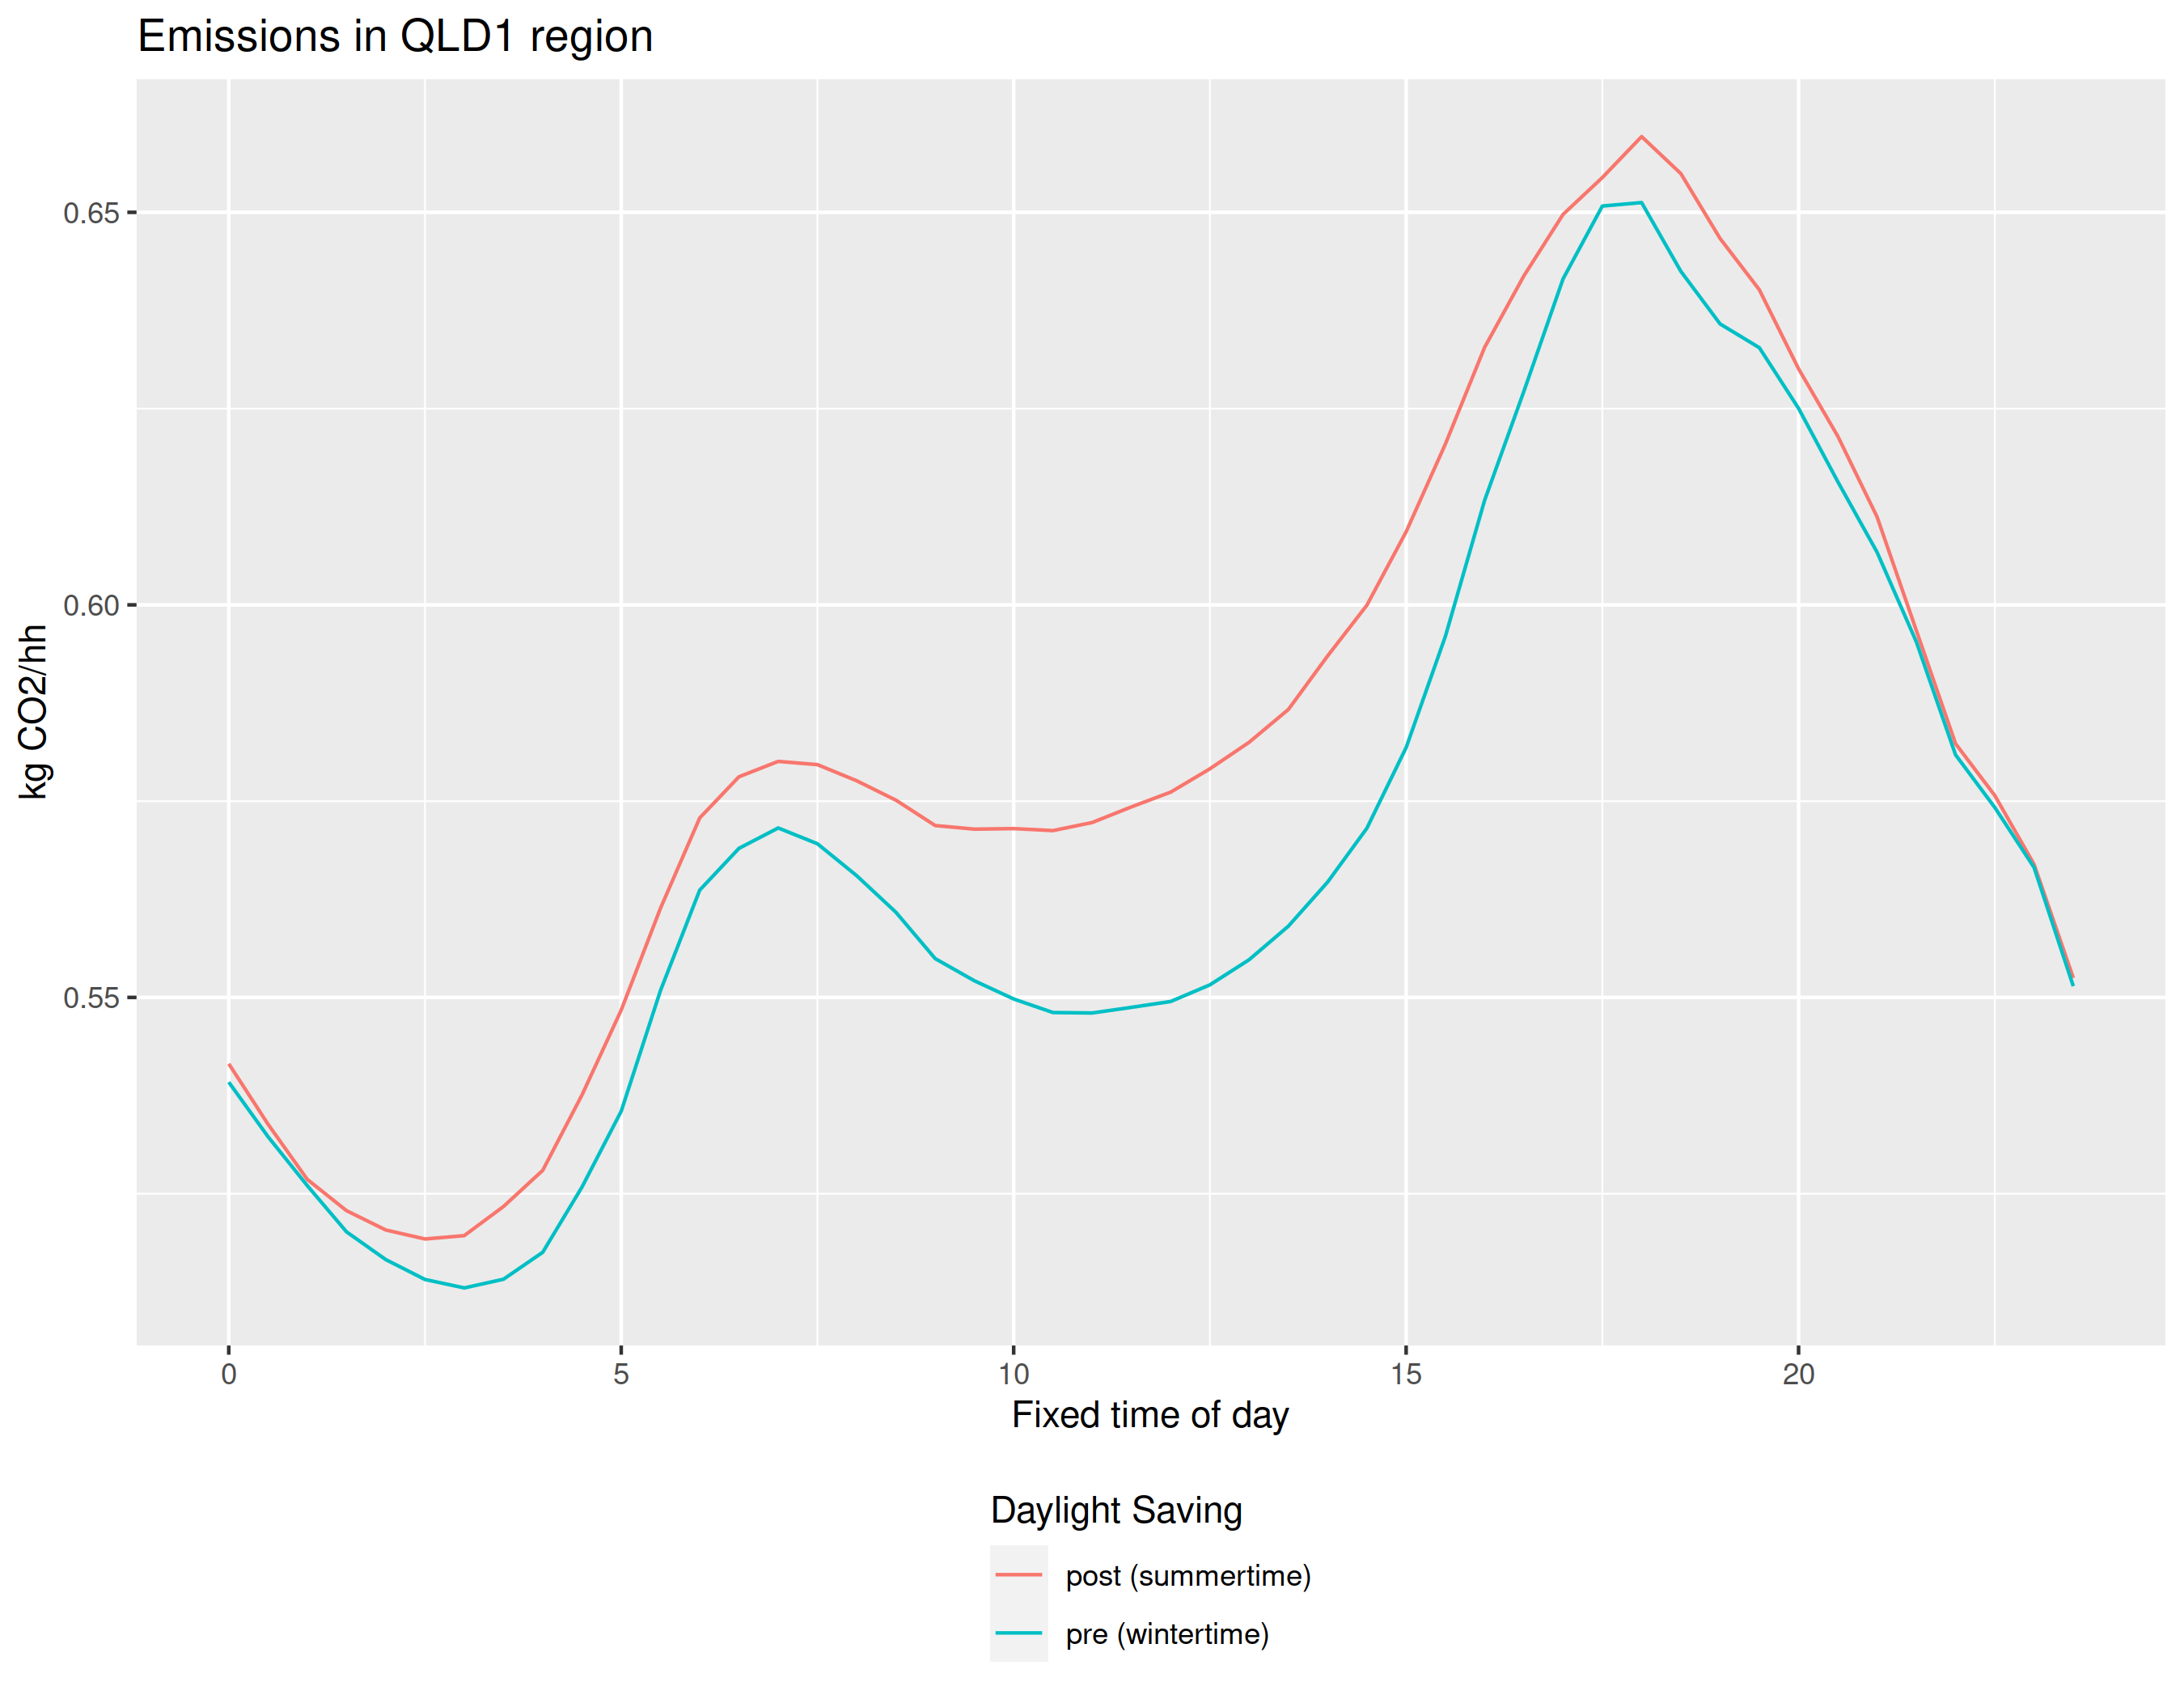 Emissions in QLD1 region
kg CO2/hh
0.65
0.60
0.55
0 5 10 15 20
Fixed time of day
Daylight Saving
post (summertime)
pre (wintertime)